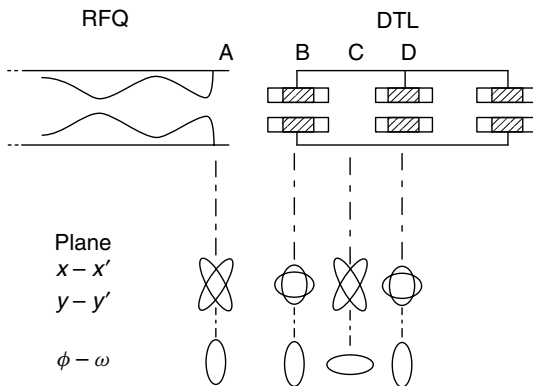 RFQ
DTL
A
B
C
D
Plane
x – x′
y – y′
ϕ – ω